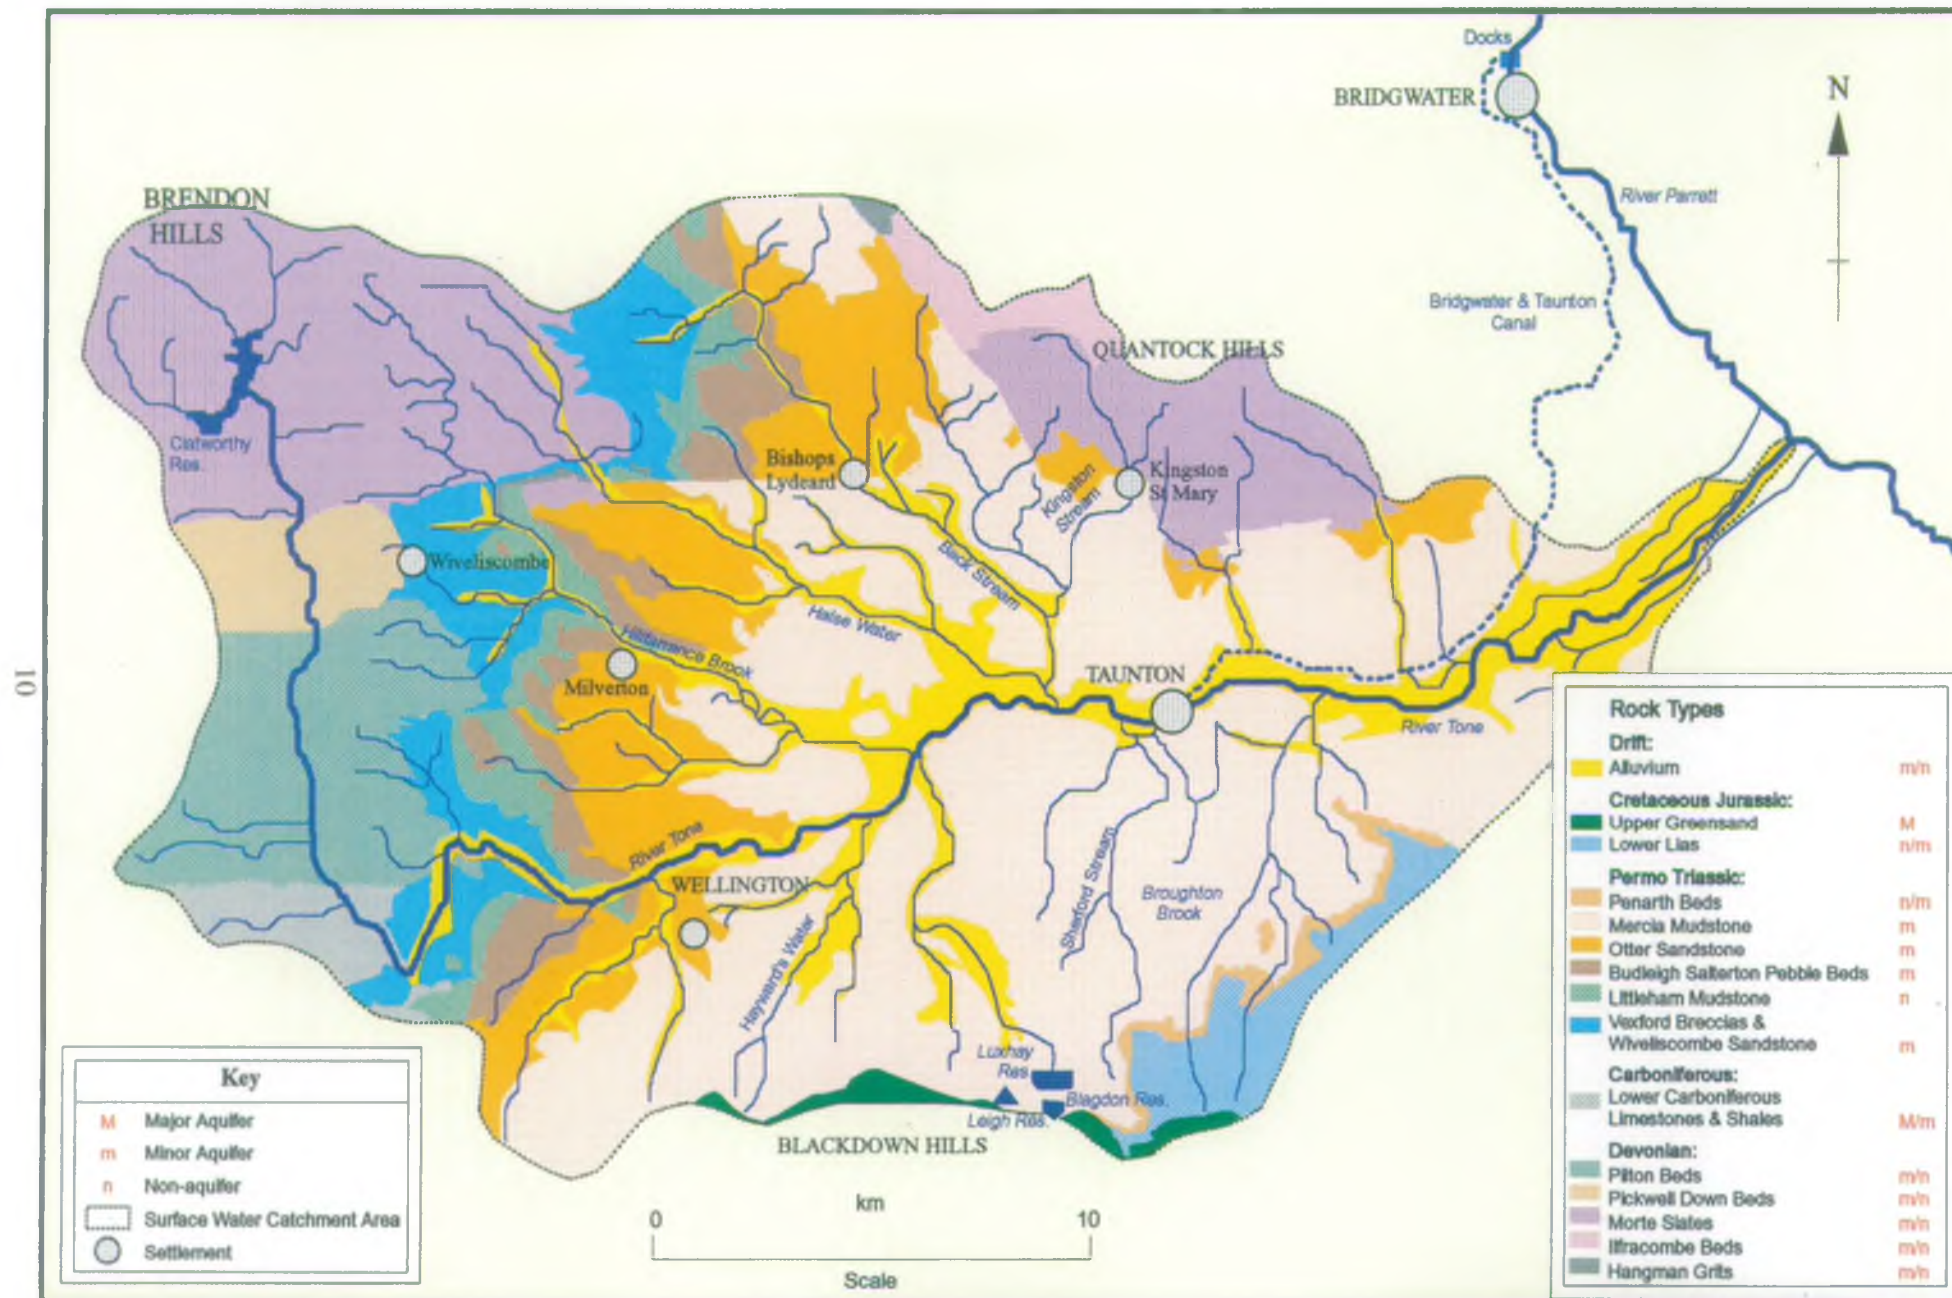 Docks
BRIDGWATER
N
BRENDON
HILLS
River Parrett
Bridgwater & Taunton
Canal
QUANTOCK HILLS
Clatworthy
Res.
Bishops
Lydeard
Kingston
St Mary
Kingston
Stream
Wiveliscombe
Back Stream
Halse Water
Hillfarrance Brook
Milverton
TAUNTON
River Tone
10
River Tone
WELLINGTON
Sherford Stream
Broughton
Brook
Hayward's Water
Luxhay
Res
Blagdon Res.
Leigh Res.
BLACKDOWN HILLS
km
0 10
Scale
Key
M Major Aquifer
m Minor Aquifer
n Non-aquifer
Surface Water Catchment Area
Settlement
Rock Types
Drift:
Alluvium m/n
Cretaceous Jurassic:
Upper Greensand M
Lower Lias n/m
Permo Triassic:
Penarth Beds n/m
Mercia Mudstone m
Otter Sandstone m
Budleigh Salterton Pebble Beds m
Littleham Mudstone n
Vexford Breccias &
Wiveliscombe Sandstone m
Carboniferous:
Lower Carboniferous
Limestones & Shales M/m
Devonian:
Pilton Beds m/n
Pickwell Down Beds m/n
Morte Slates m/n
Ilfracombe Beds m/n
Hangman Grits m/n